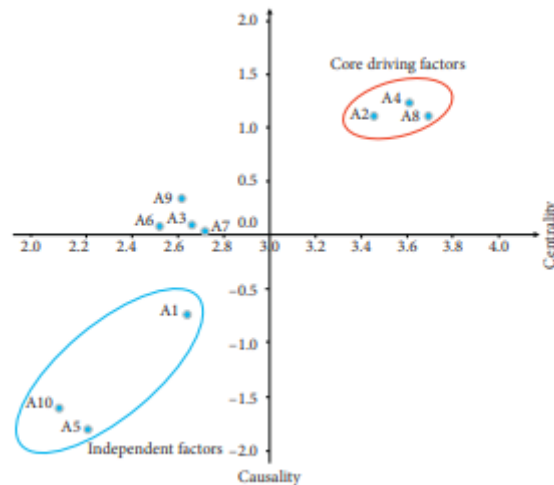 2.0
1.5
Core driving factors
A4
A2
A8
1.0
0.5
A9
A6
A3
A7
0.0
2.0
2.2
2.4
2.6
2.8
3.0
3.2
3.4
3.6
3.8
4.0
Centrality
−0.5
A1
−1.0
−1.5
A10
A5
Independent factors
−2.0
Causality